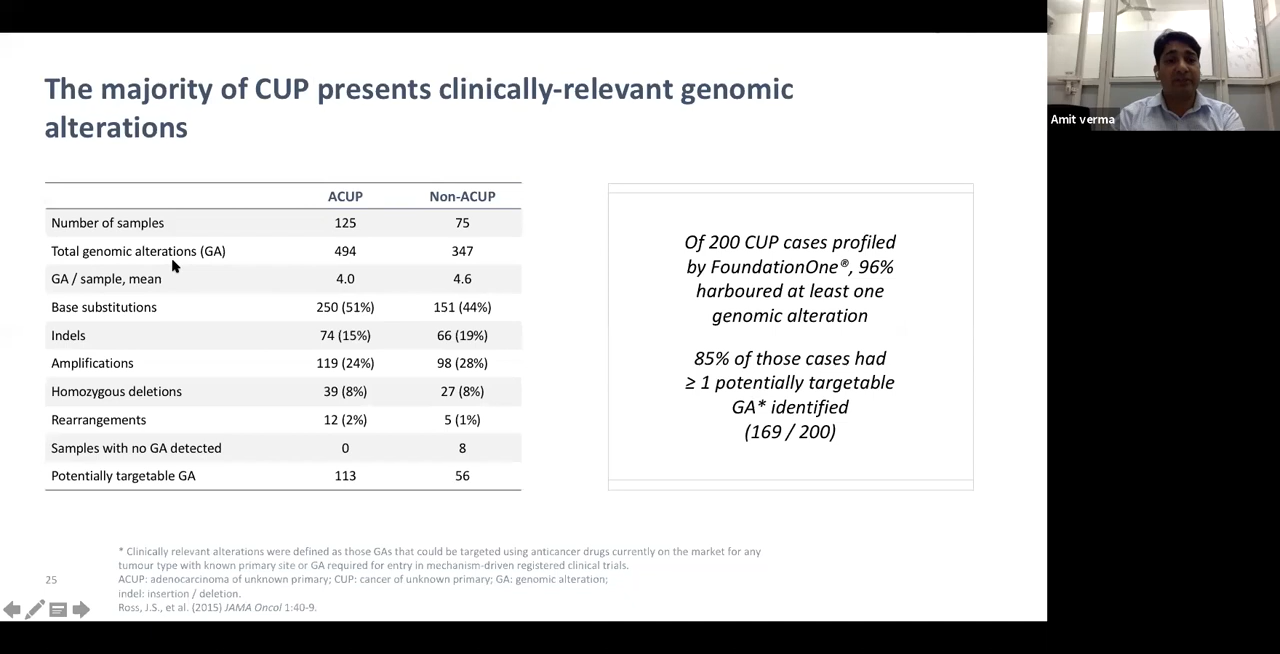 The majority of CUP presents clinically-relevant genomic
alterations
ACUP Non-ACUP
Number of samples 125 75
Total genomic alterations (GA) 494 347
GA / sample, mean 4.0 4.6
Base substitutions 250 (51%) 151 (44%)
Indels 74 (15%) 66 (19%)
Amplifications 119 (24%) 98 (28%)
Homozygous deletions 39 (8%) 27 (8%)
Rearrangements 12 (2%) 5 (1%)
Samples with no GA detected 0 8
Potentially targetable GA 113 56
Of 200 CUP cases profiled
by FoundationOne®, 96%
harboured at least one
genomic alteration
85% of those cases had
≥ 1 potentially targetable
GA* identified
(169 / 200)
* Clinically relevant alterations were defined as those GAs that could be targeted using anticancer drugs currently on the market for any
tumour type with known primary site or GA required for entry in mechanism-driven registered clinical trials.
ACUP: adenocarcinoma of unknown primary; CUP: cancer of unknown primary; GA: genomic alteration;
indel: insertion / deletion.
Ross, J.S., et al. (2015) JAMA Oncol 1:40-9.
25
Amit verma